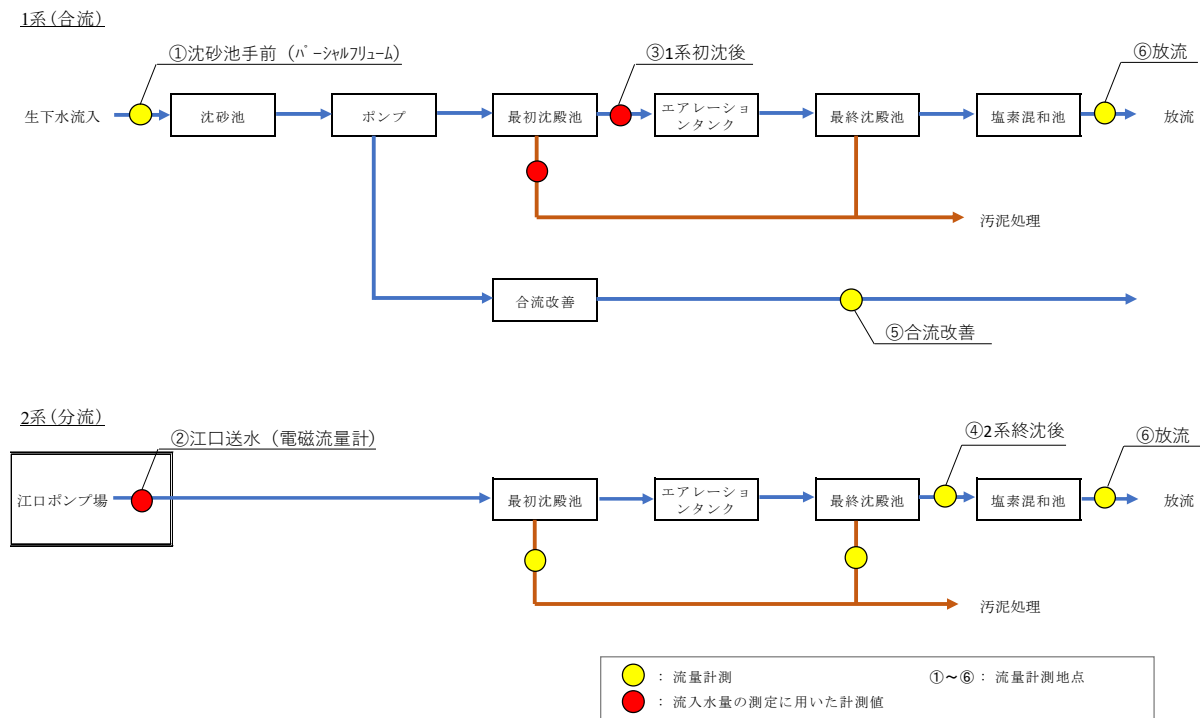 1系(合流)
①沈砂池手前（ﾊﾟｰｼｬﾙﾌﾘｭｰﾑ）
③1系初沈後
⑥放流
生下水流入
沈砂池
ポンプ
最初沈殿池
エアレーショ
ンタンク
最終沈殿池
塩素混和池
放流
汚泥処理
合流改善
⑤合流改善
2系(分流)
②江口送水（電磁流量計)
④2系終沈後
⑥放流
江口ポンプ場
最初沈殿池
エアレーショ
ンタンク
最終沈殿池
塩素混和池
放流
汚泥処理
：流量計測
①～⑥：流量計測地点
：流入水量の測定に用いた計測値